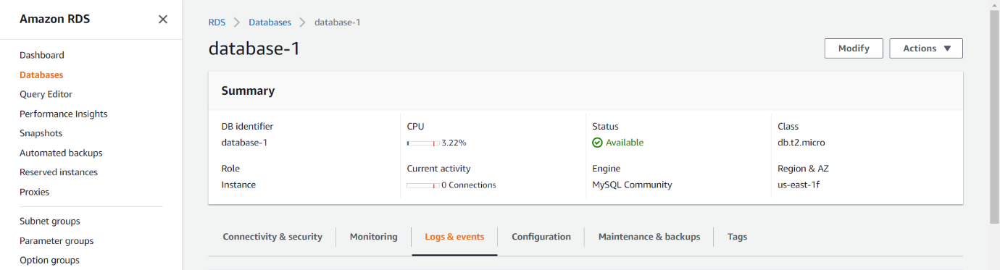 Amazon RDS
Dashboard
Databases
Query Editor
Performance Insights
Snapshots
Automated backups
Reserved instances
Proxies
Subnet groups
Parameter groups
Option groups
RDS > Databases > database-1
database-1
Modify
Actions
Summary
DB identifier
database-1
CPU
3.22%
Status
Available
Class
db.t2.micro
Role
Instance
Current activity
0 Connections
Engine
MySQL Community
Region & AZ
us-east-1f
Connectivity & security
Monitoring
Logs & events
Configuration
Maintenance & backups
Tags